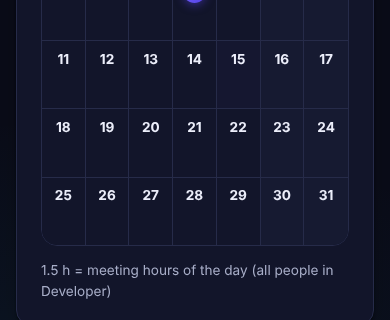 11 12 13 14 15 16 17
18 19 20 21 22 23 24
25 26 27 28 29 30 31
1.5 h = meeting hours of the day (all people in
Developer)